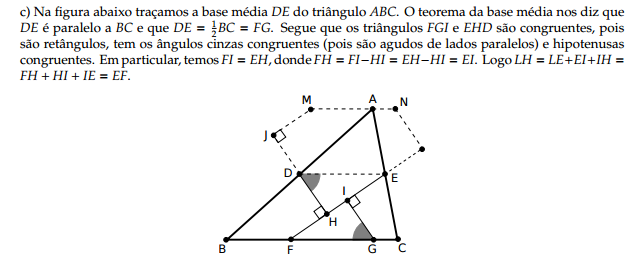 c) Na figura abaixo traçamos a base média DE do triângulo ABC. O teorema da base média nos diz que
DE é paralelo a BC e que DE = ½BC = FG. Segue que os triângulos FGI e EHD são congruentes, pois
são retângulos, tem os ângulos cinzas congruentes (pois são agudos de lados paralelos) e hipotenusas
congruentes. Em particular, temos FI = EH, donde FH = FI−HI = EH−HI = EI. Logo LH = LE+EI+IH =
FH + HI + IE = EF.
M
A
N
J
D
E
I
H
B
F
G
C